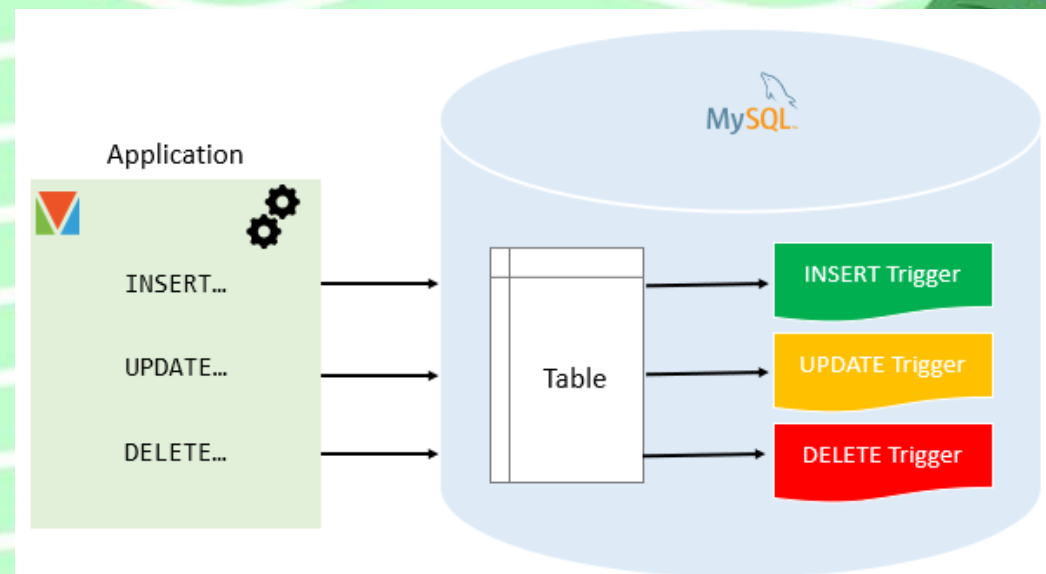 MySQL
Application
INSERT…
UPDATE…
DELETE…
Table
INSERT Trigger
UPDATE Trigger
DELETE Trigger